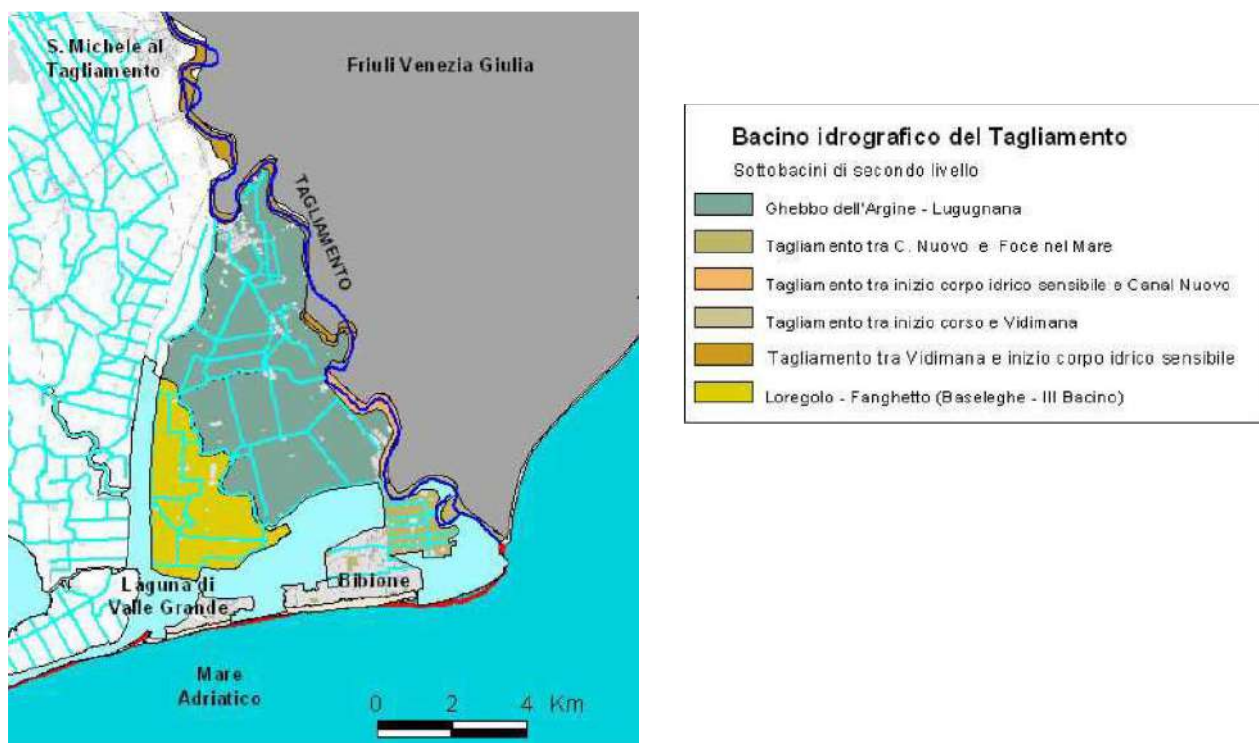 S. Michele al
Tagliamento
Friuli Venezia Giulia
TAGLIAMENTO
Laguna di
Valle Grande
Bibione
Mare
Adriatico
0 2 4 Km
Bacino idrografico del Tagliamento
Sottobacini di secondo livello
Ghebbo dell'Argine - Lugugnana
Tagliamento tra C. Nuovo e Foce nel Mare
Tagliamento tra inizio corpo idrico sensibile e Canal Nuovo
Tagliamento tra inizio corso e Vidimana
Tagliamento tra Vidimana e inizio corpo idrico sensibile
Loregolo - Fanghetto (Baseleghe - III Bacino)